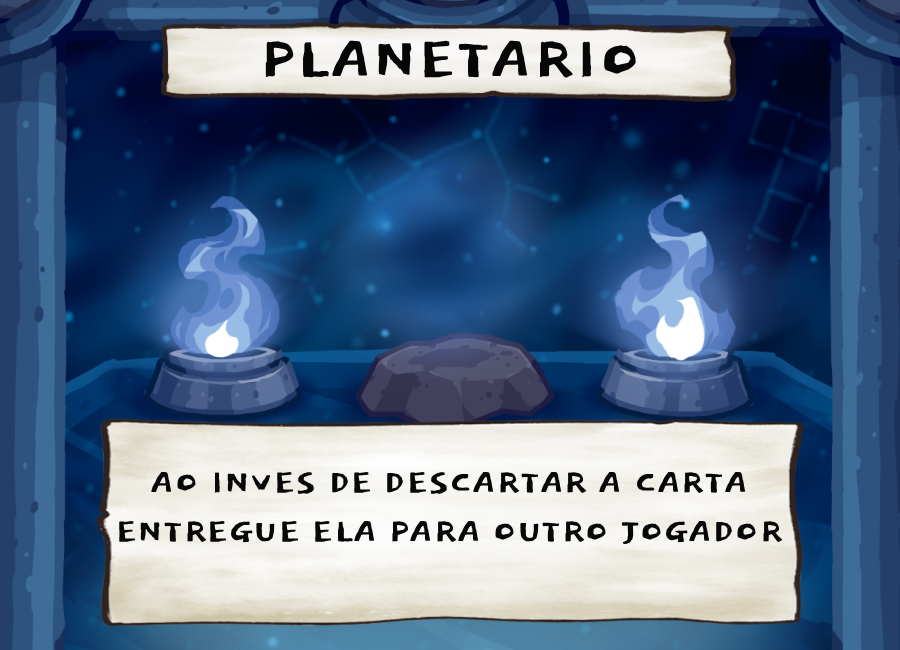 PLANETARIO
AO INVES DE DESCARTAR A CARTA
ENTREGUE ELA PARA OUTRO JOGADOR